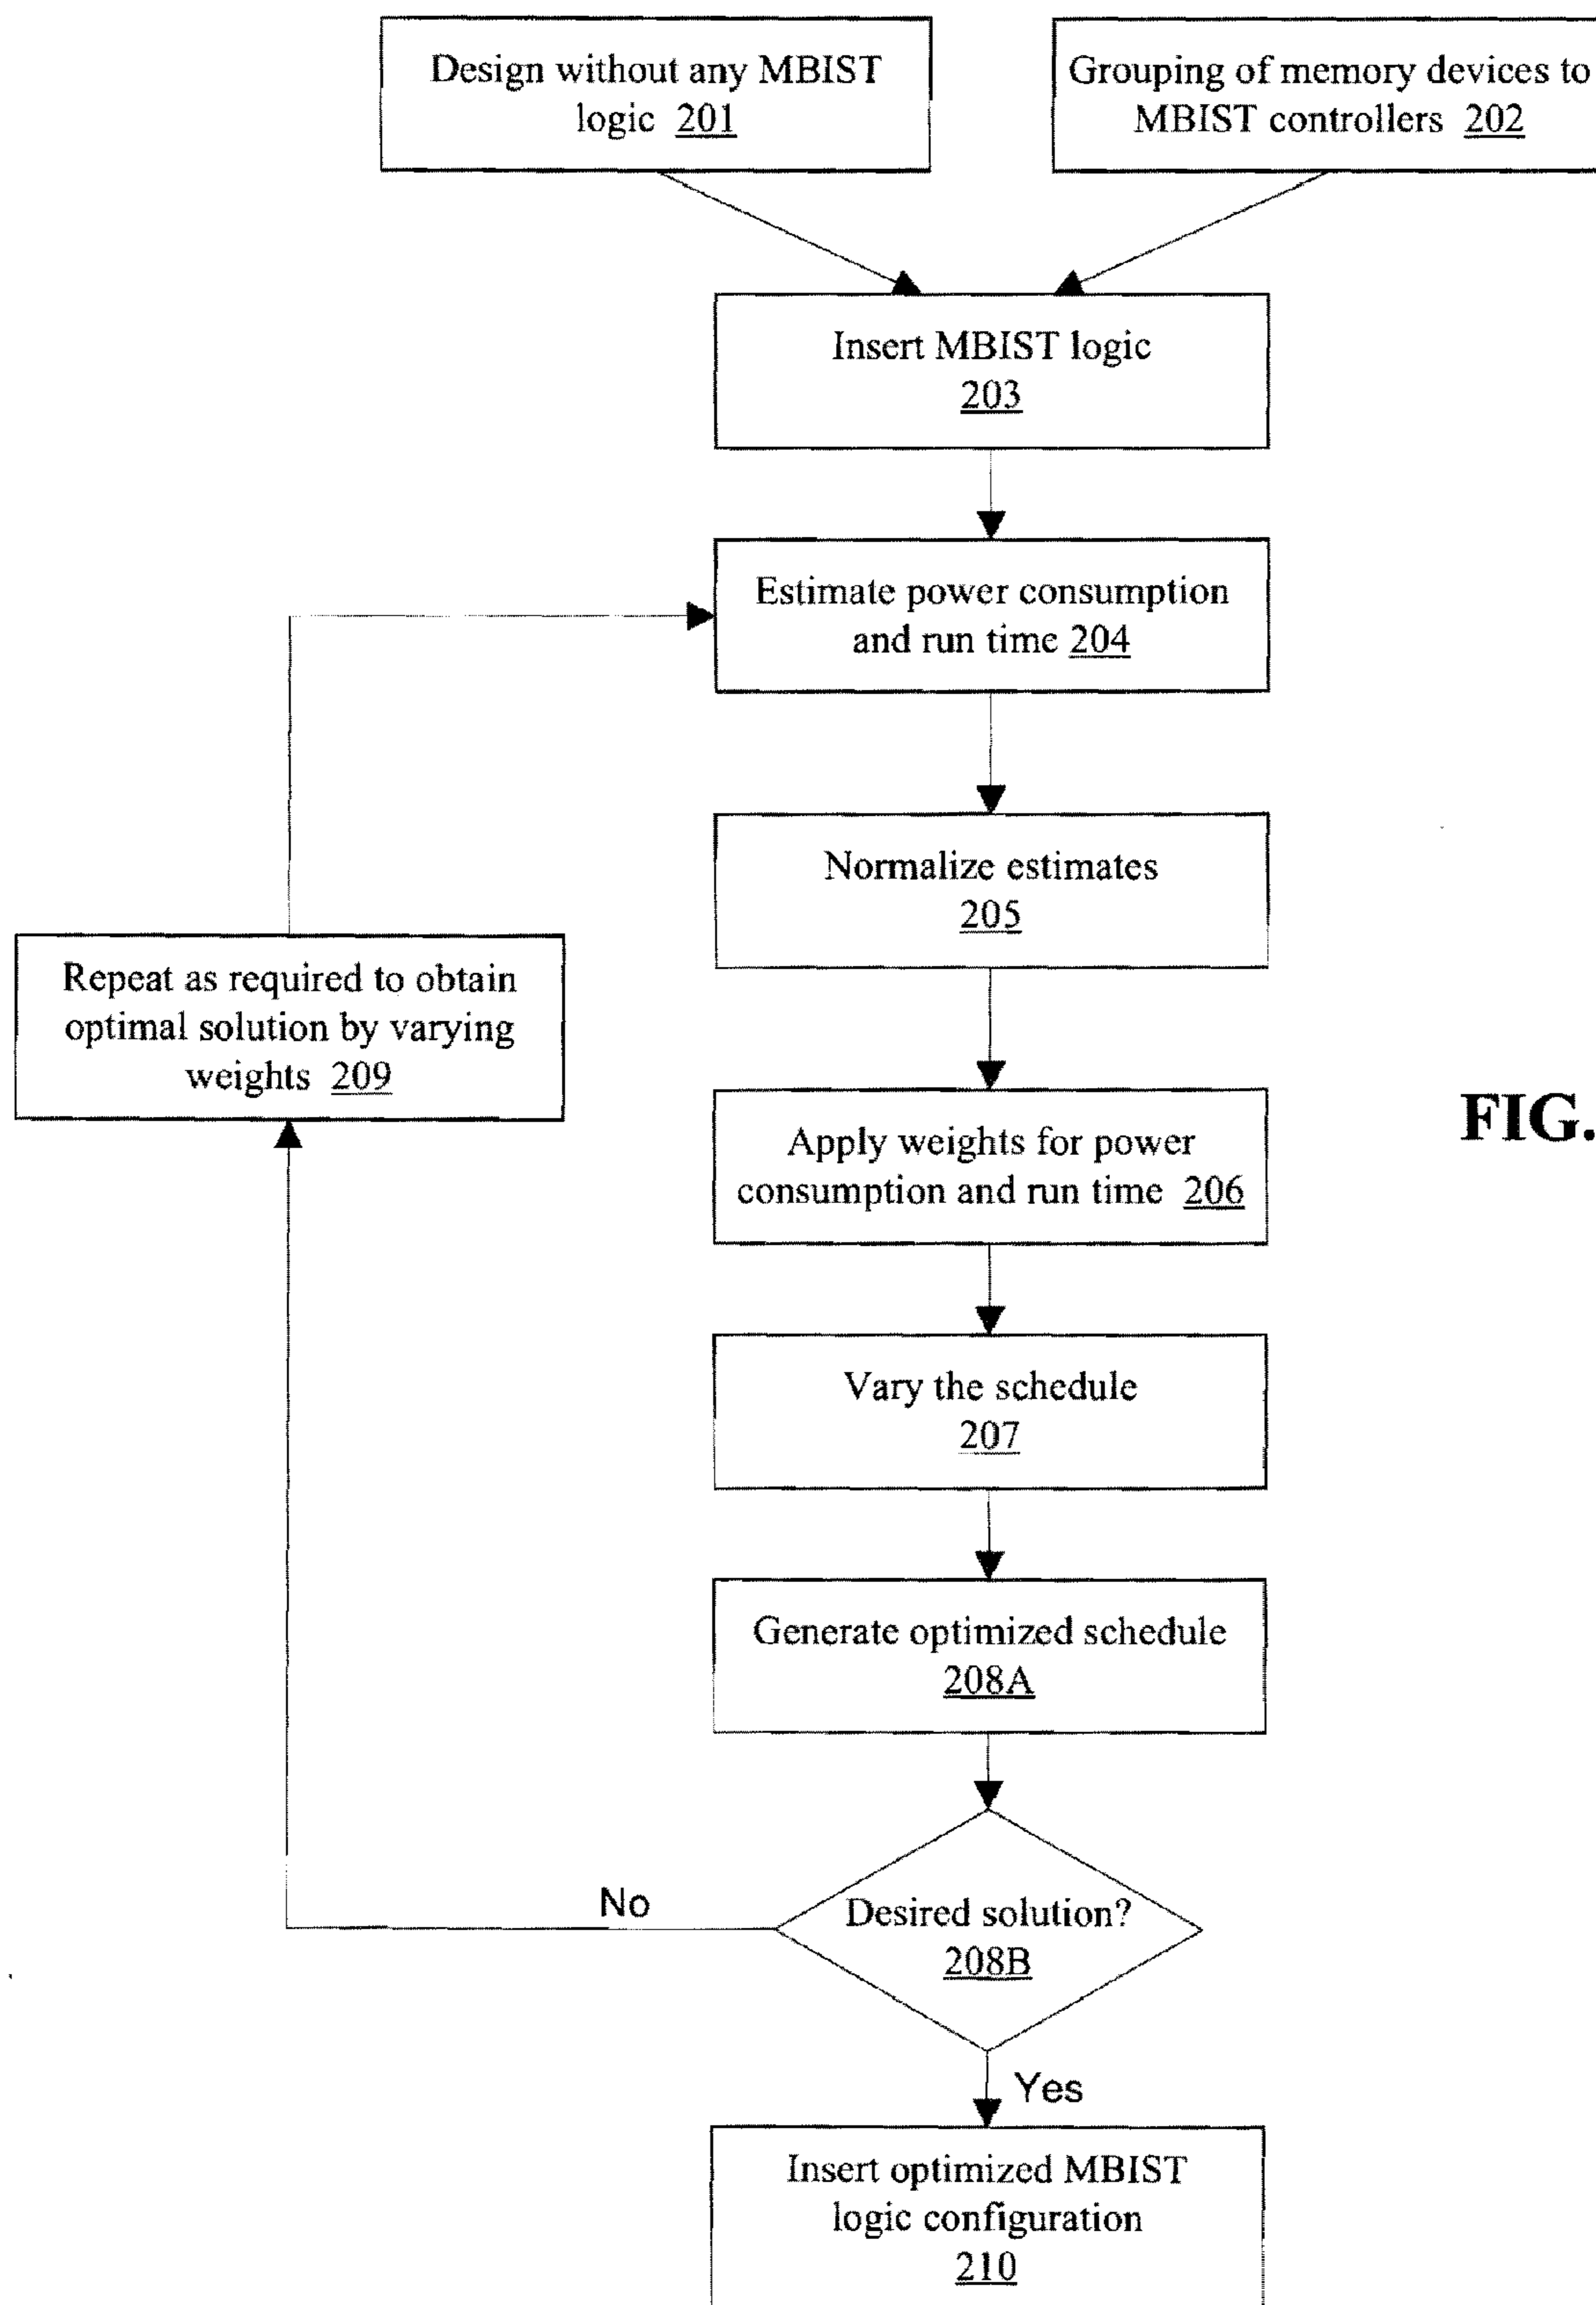 Design without any MBIST
logic 201
Grouping of memory devices to
MBIST controllers 202
Insert MBIST logic
203
Estimate power consumption
and run time 204
Normalize estimates
205
Repeat as required to obtain
optimal solution by varying
weights 209
FIG.
Apply weights for power
consumption and run time 206
Vary the schedule
207
Generate optimized schedule
208A
No
Desired solution?
208B
Yes
Insert optimized MBIST
logic configuration
210